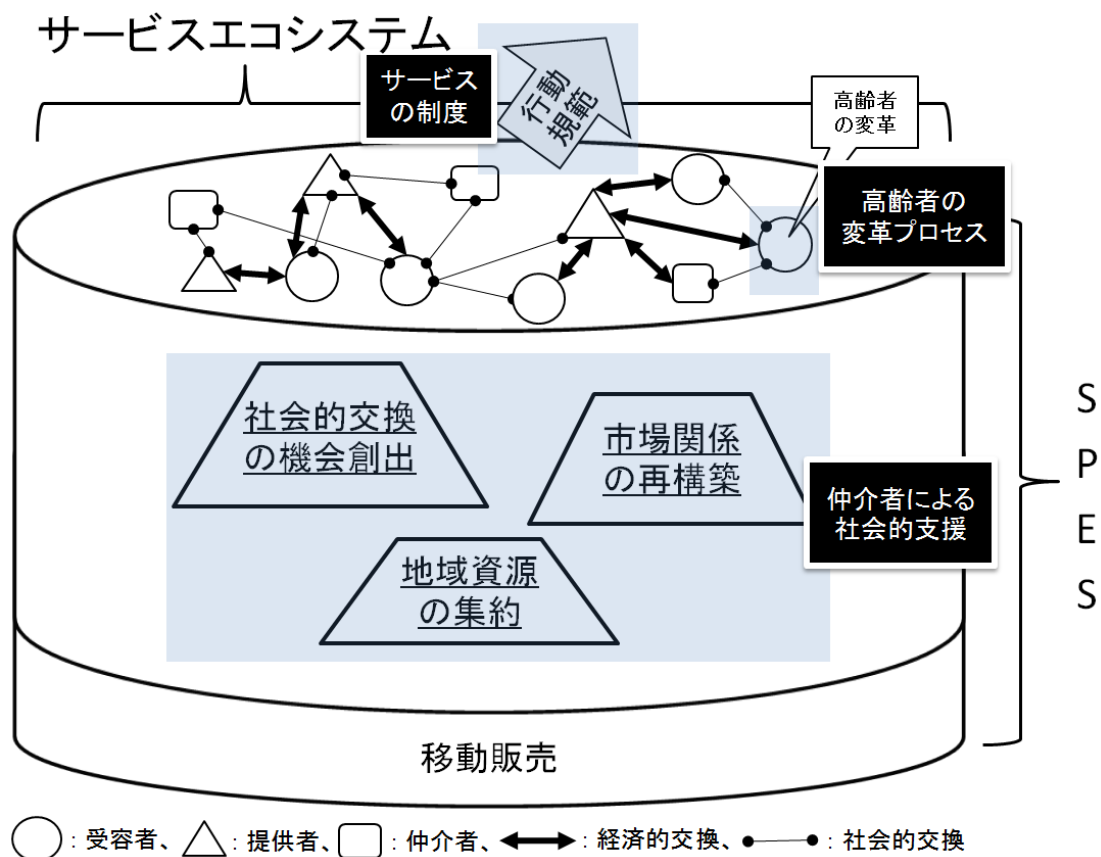 サービスエコシステム
サービス
の制度
行動
規範
高齢者
の変革
高齢者の
変革プロセス
社会的交換
の機会創出
市場関係
の再構築
仲介者による
社会的支援
地域資源
の集約
S
P
E
S
移動販売
：受容者、：提供者、：仲介者、：経済的交換、：社会的交換